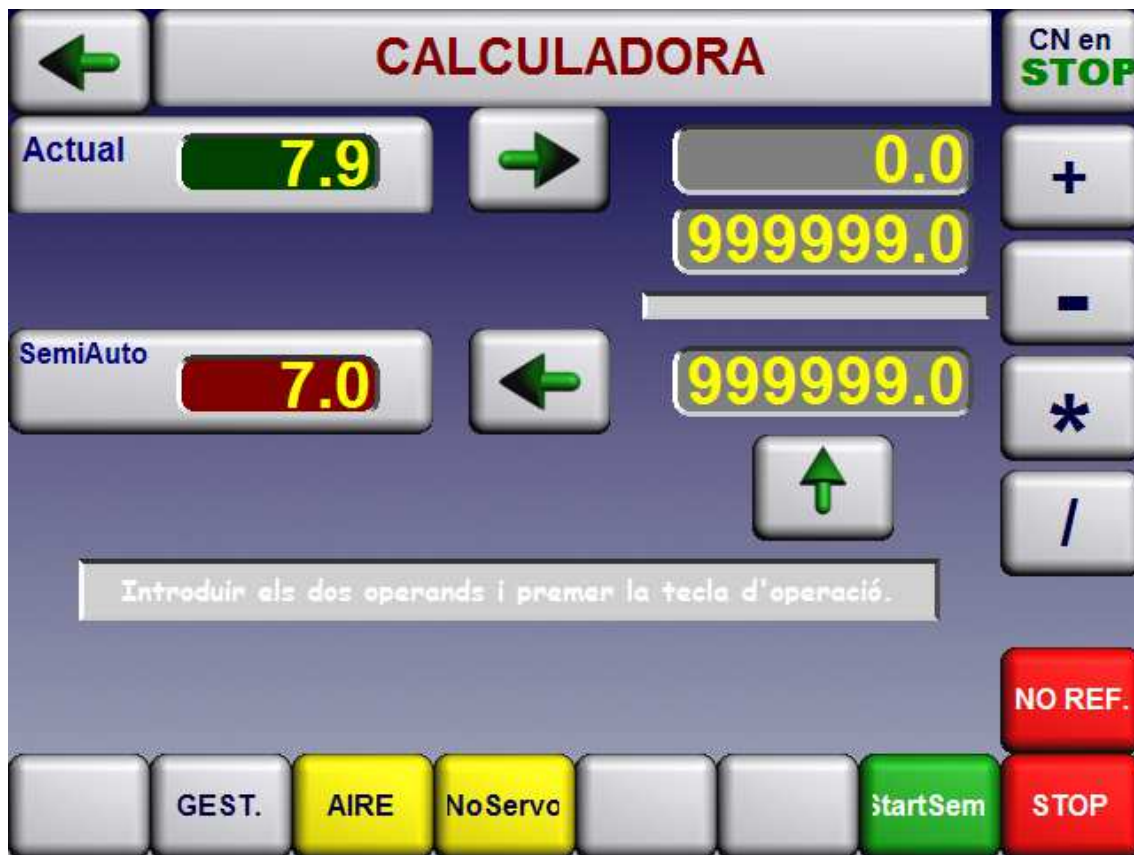 CALCULADORA
CN en
STOP
Actual
7.9
0.0
+
999999.0
-
SemiAuto
7.0
999999.0
*
/
Introduir els dos operands i premer la tecla d'operació.
NO REF.
GEST.
AIRE
NoServo
StartSem
STOP